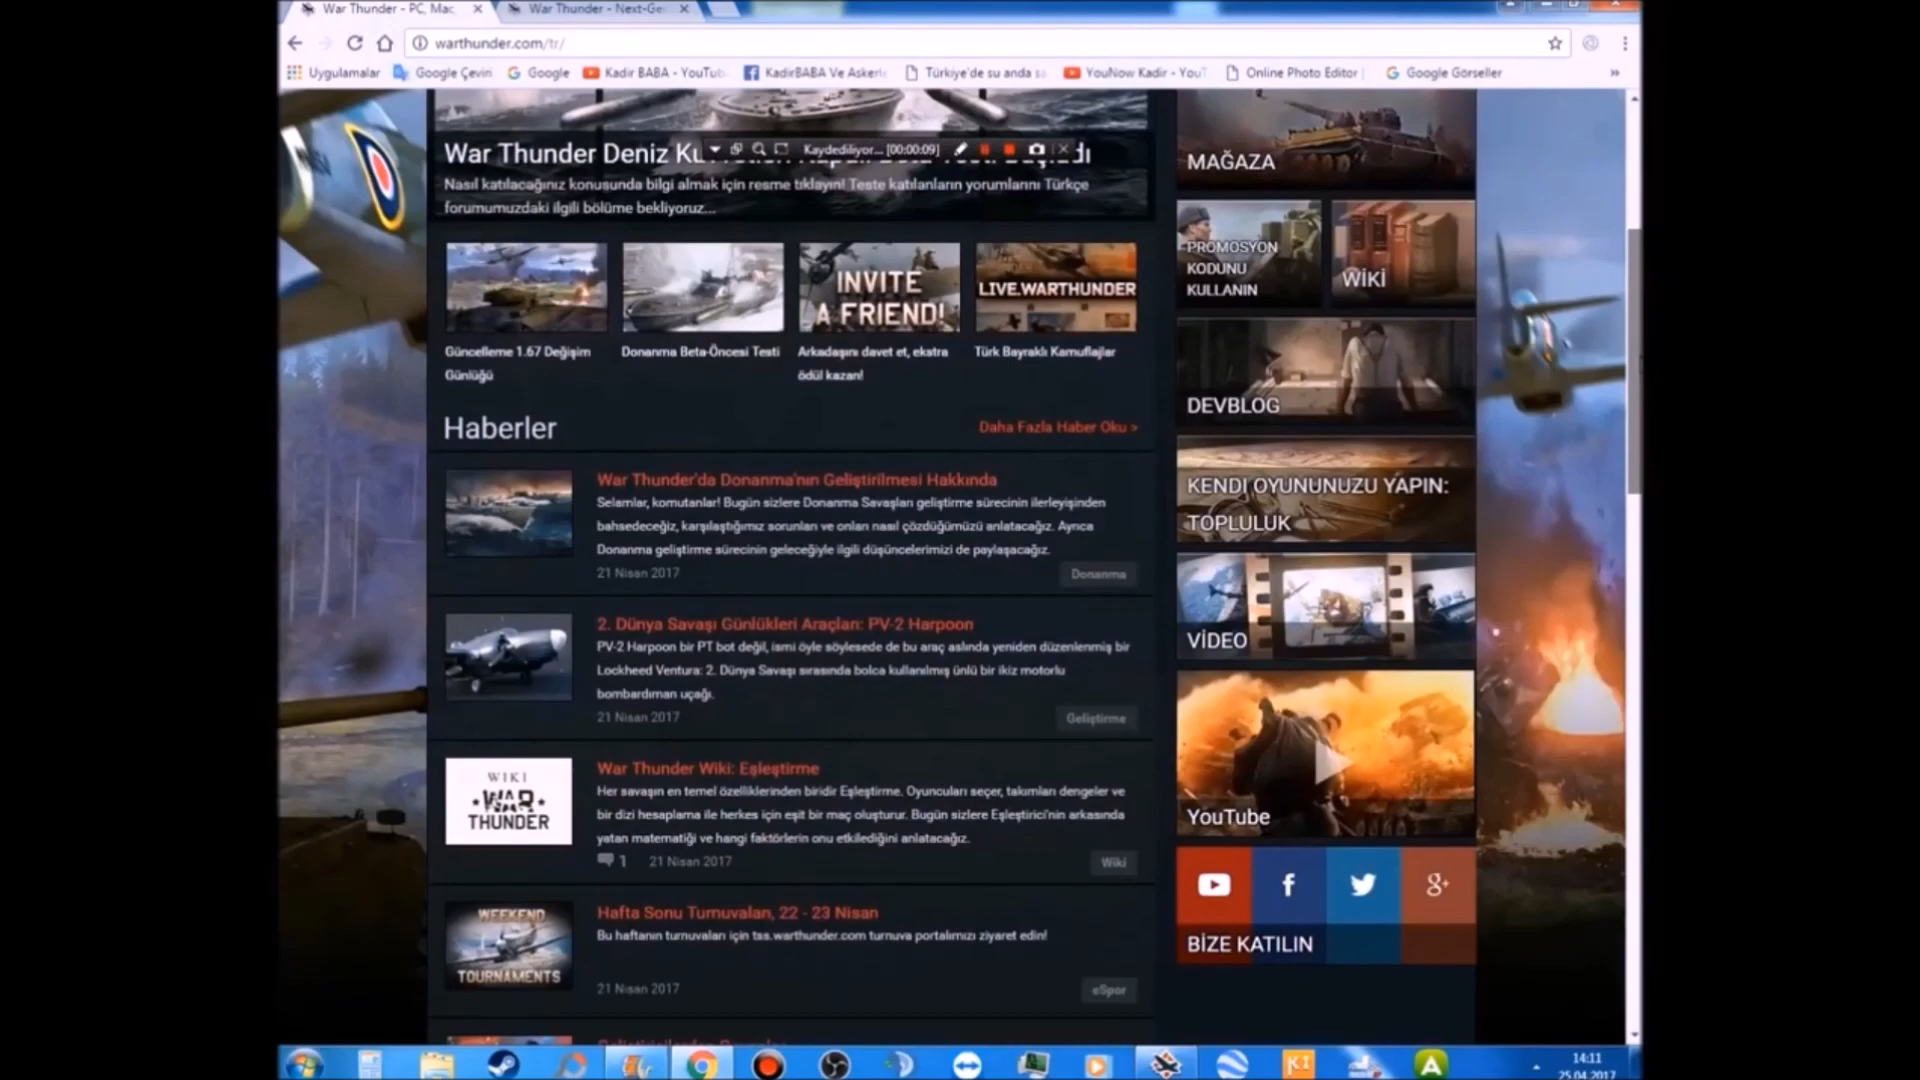 War Thunder - PC, Mac,
War Thunder - Next-Ge
warthunder.com/tr/
Uygulamalar
Google Çeviri
Google
Kadir BABA - YouTub
KadirBABA Ve Askerle
Türkiye'de su anda sa
YouNow Kadir - YouT
Online Photo Editor |
Google Görseller
»
War Thunder Deniz
Kaydediliyor... [00:00:09]
Nasıl katılacağınız konusunda bilgi almak için resme tıklayın! Teste katılanların yorumlarını Türkçe
forumumuzdaki ilgili bölüme bekliyoruz...
INVITE
A FRIEND!
LIVE.WARTHUNDER
Güncelleme 1.67 Değişim
Günlüğü
Donanma Beta-Öncesi Testi
Arkadaşını davet et, ekstra
ödül kazan!
Türk Bayraklı Kamuflajlar
Haberler
Daha Fazla Haber Oku >
War Thunder'da Donanma'nın Geliştirilmesi Hakkında
Selamlar, komutanlar! Bugün sizlere Donanma Savaşları geliştirme sürecinin ilerleyişinden
bahsedeceğiz, karşılaştığımız sorunları ve onları nasıl çözdüğümüzü anlatacağız. Ayrıca
Donanma geliştirme sürecinin geleceğiyle ilgili düşüncelerimizi de paylaşacağız.
21 Nisan 2017
Donanma
2. Dünya Savaşı Günlükleri Araçları: PV-2 Harpoon
PV-2 Harpoon bir PT bot değil, ismi öyle söylesede de bu araç aslında yeniden düzenlenmiş bir
Lockheed Ventura: 2. Dünya Savaşı sırasında bolca kullanılmış ünlü bir ikiz motorlu
bombardıman uçağı.
21 Nisan 2017
Geliştirme
WIKI
WAR
THUNDER
War Thunder Wiki: Eşleştirme
Her savaşın en temel özelliklerinden biridir Eşleştirme. Oyuncuları seçer, takımları dengeler ve
bir dizi hesaplama ile herkes için eşit bir maç oluşturur. Bugün sizlere Eşleştirici'nin arkasında
yatan matematiği ve hangi faktörlerin onu etkilediğini anlatacağız.
1
21 Nisan 2017
Wiki
WEEKEND
TOURNAMENTS
Hafta Sonu Turnuvaları, 22 - 23 Nisan
Bu haftanın turnuvaları için tss.warthunder.com turnuva portalımızı ziyaret edin!
21 Nisan 2017
eSpor
MAĞAZA
PROMOSYON
KODUNU
KULLANIN
WİKİ
DEVBLOG
KENDİ OYUNUNUZU YAPIN:
TOPLULUK
VİDEO
YouTube
f
g+
BİZE KATILIN
14:11
25.04.2017